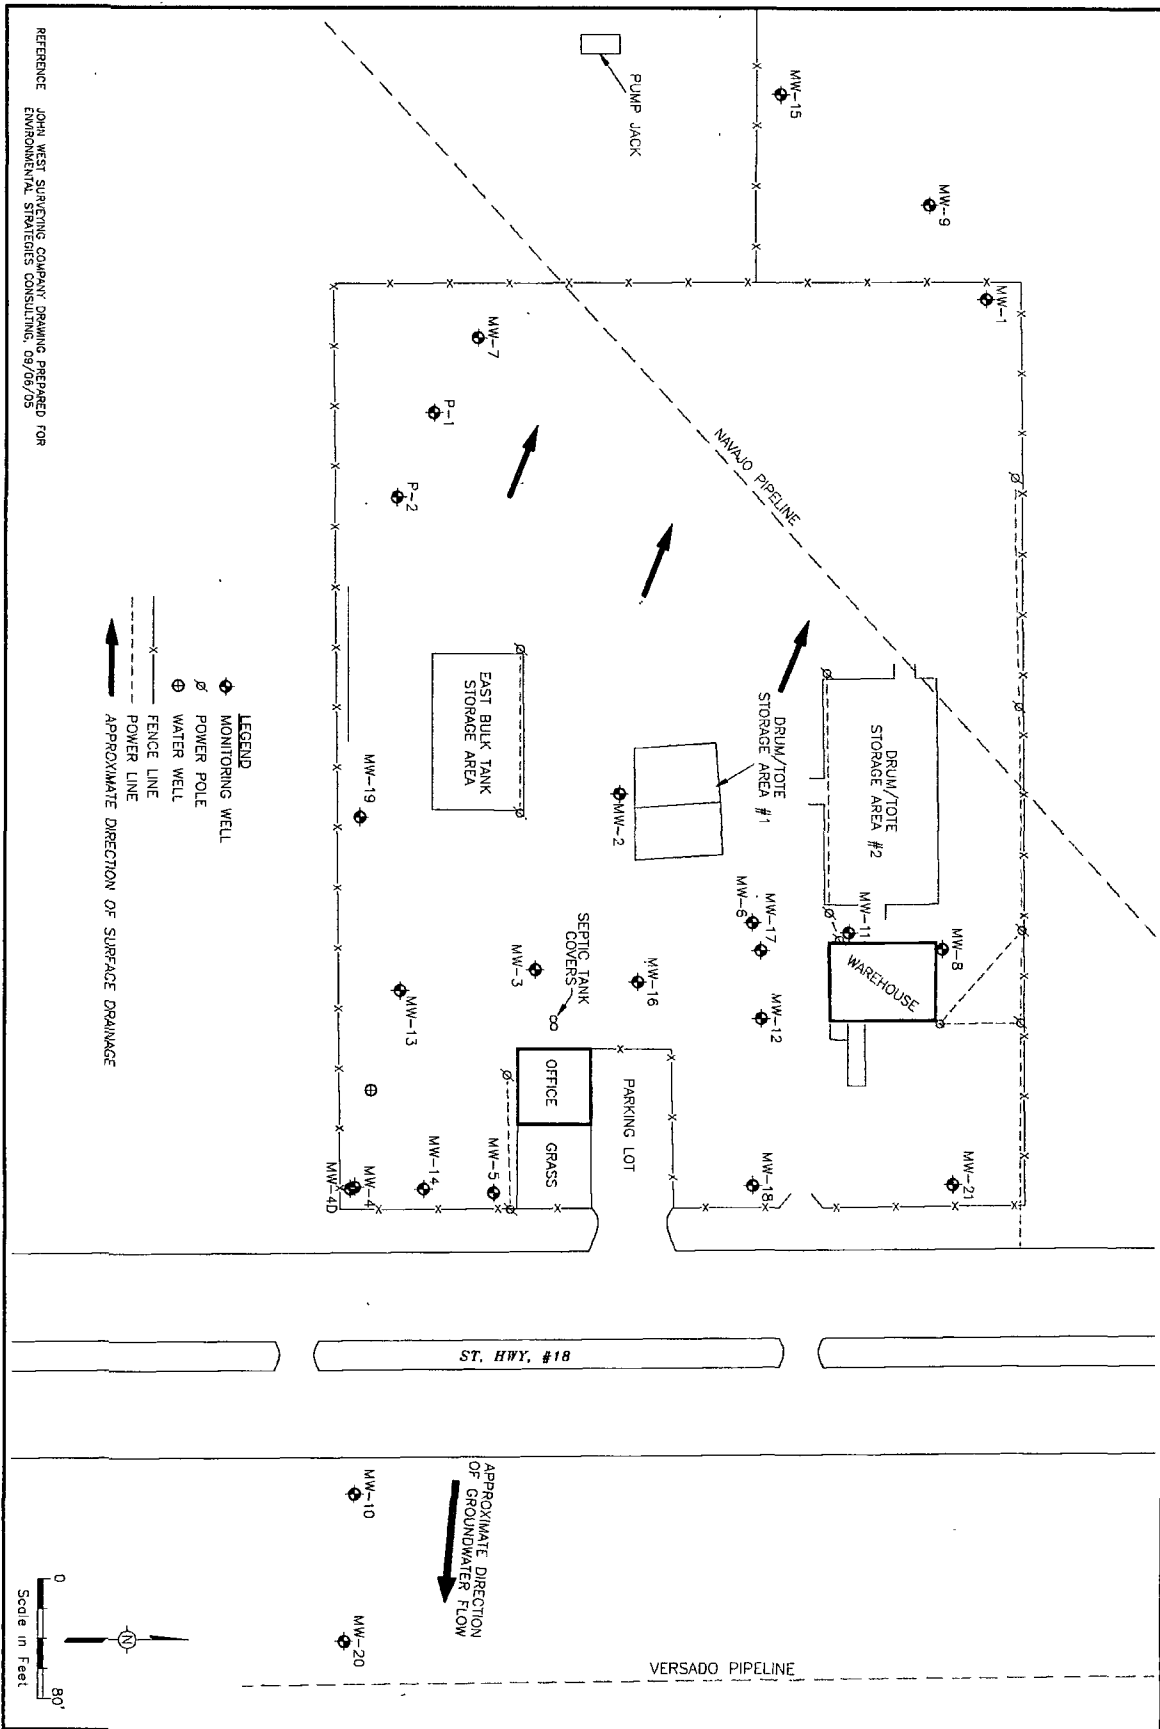 PUMP JACK
MW-15
MW-9
MW-1
MW-7
P-1
P-2
NAVAJO PIPELINE
EAST BULK TANK
STORAGE AREA
DRUM/TOTE
STORAGE AREA #1
DRUM/TOTE
STORAGE AREA #2
MW-19
MW-2
MW-6
MW-17
MW-11
MW-8
WAREHOUSE
SEPTIC TANK
COVERS
MW-3
MW-16
MW-12
MW-13
OFFICE
GRASS
PARKING LOT
MW-4D
MW-4
MW-14
MW-5
MW-18
MW-21
ST. HWY, #18
APPROXIMATE DIRECTION
OF GROUNDWATER FLOW
MW-10
MW-20
VERSADO PIPELINE
LEGEND
MONITORING WELL
POWER POLE
WATER WELL
FENCE LINE
POWER LINE
APPROXIMATE DIRECTION OF SURFACE DRAINAGE
REFERENCE JOHN WEST SURVEYING COMPANY DRAWING PREPARED FOR
ENVIRONMENTAL STRATEGIES CONSULTING, 09/06/05
N
0 80'
Scale in Feet